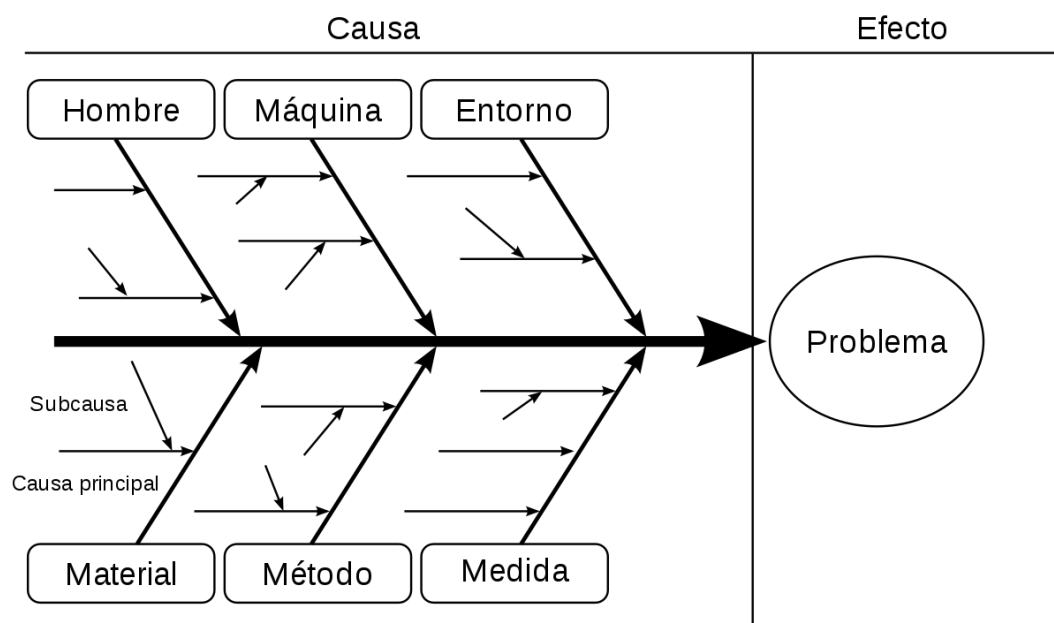 Causa
Efecto
Hombre
Máquina
Entorno
Problema
Subcausa
Causa principal
Material
Método
Medida